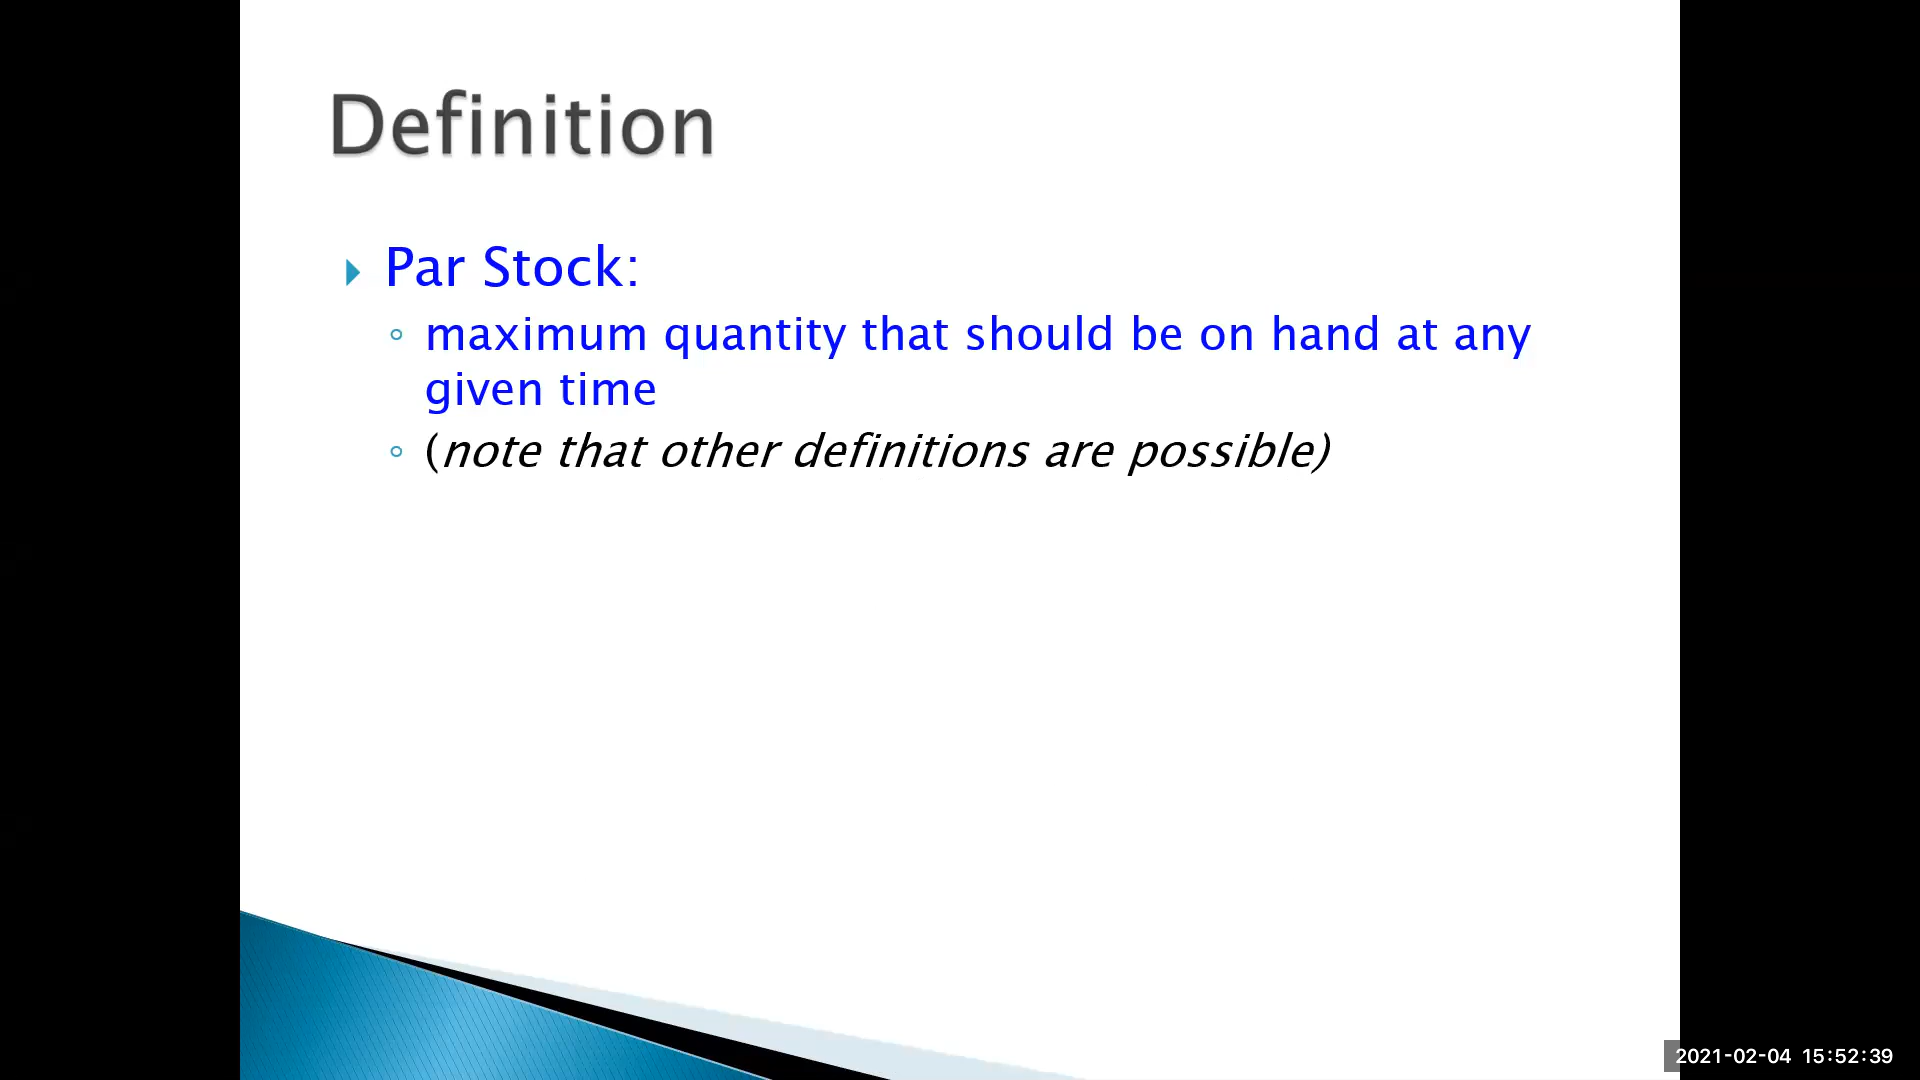 Definition
Par Stock:
maximum quantity that should be on hand at any
given time
(note that other definitions are possible)
2021-02-04 15:52:39